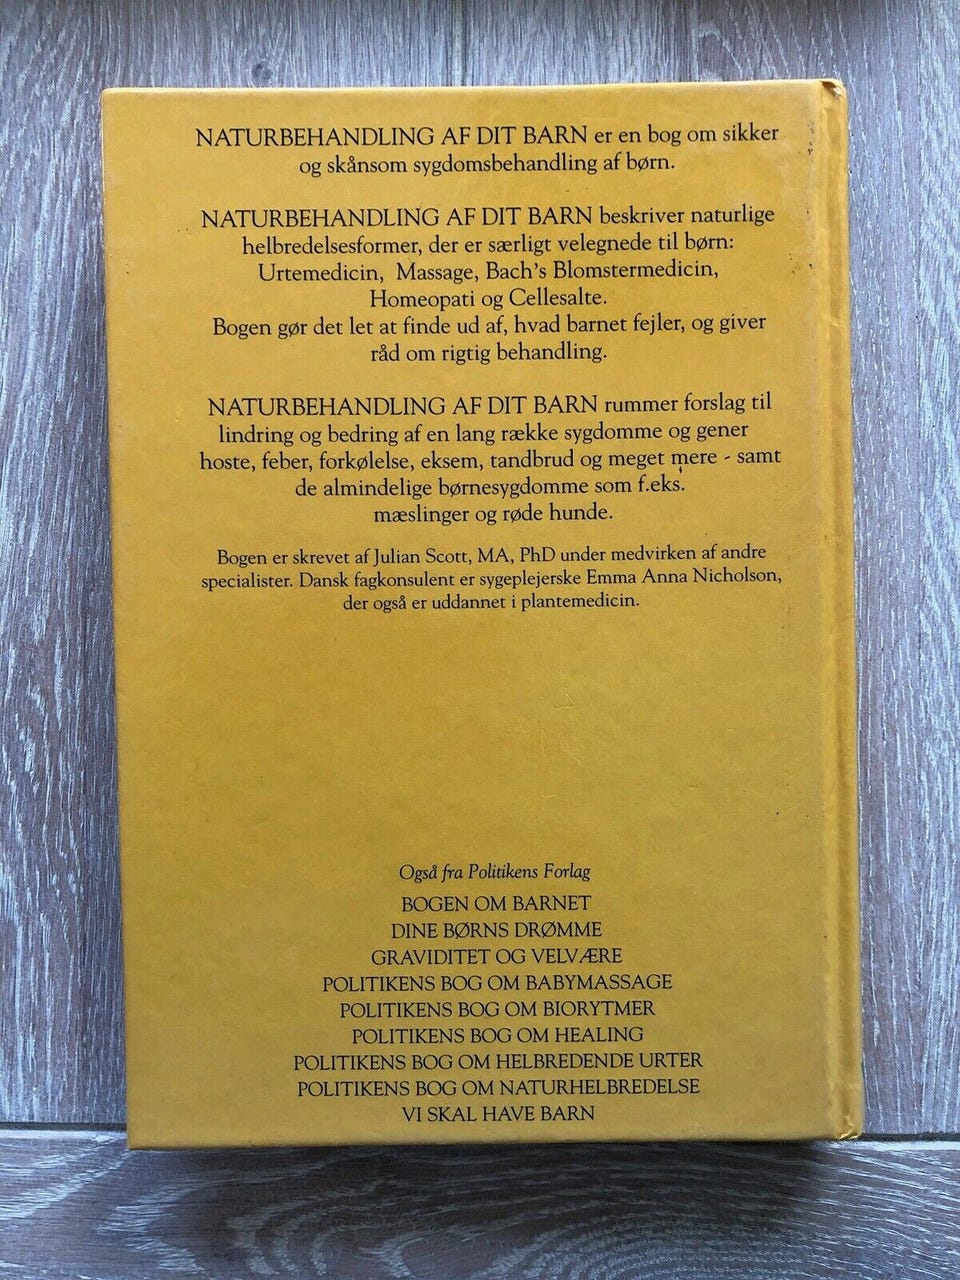 NATURBEHANDLING AF DIT BARN er en bog om sikker
og skånsom sygdomsbehandling af børn.
NATURBEHANDLING AF DIT BARN beskriver naturlige
helbredelsesformer, der er særligt velegnede til børn:
Urtemedicin, Massage, Bach's Blomstermedicin,
Homeopati og Cellesalte.
Bogen gør det let at finde ud af, hvad barnet fejler, og giver
råd om rigtig behandling.
NATURBEHANDLING AF DIT BARN rummer forslag til
lindring og bedring af en lang række sygdomme og gener
hoste, feber, forkølelse, eksem, tandbrud og meget mere - samt
de almindelige børnesygdomme som f.eks.
mæslinger og røde hunde.
Bogen er skrevet af Julian Scott, MA, PhD under medvirken af andre
specialister. Dansk fagkonsulent er sygeplejerske Emma Anna Nicholson,
der også er uddannet i plantemedicin.
Også fra Politikens Forlag
BOGEN OM BARNET
DINE BØRNS DRØMME
GRAVIDITET OG VELVÆRE
POLITIKENS BOG OM BABYMASSAGE
POLITIKENS BOG OM BIORYTMER
POLITIKENS BOG OM HEALING
POLITIKENS BOG OM HELBREDENDE URTER
POLITIKENS BOG OM NATURHELBREDELSE
VI SKAL HAVE BARN